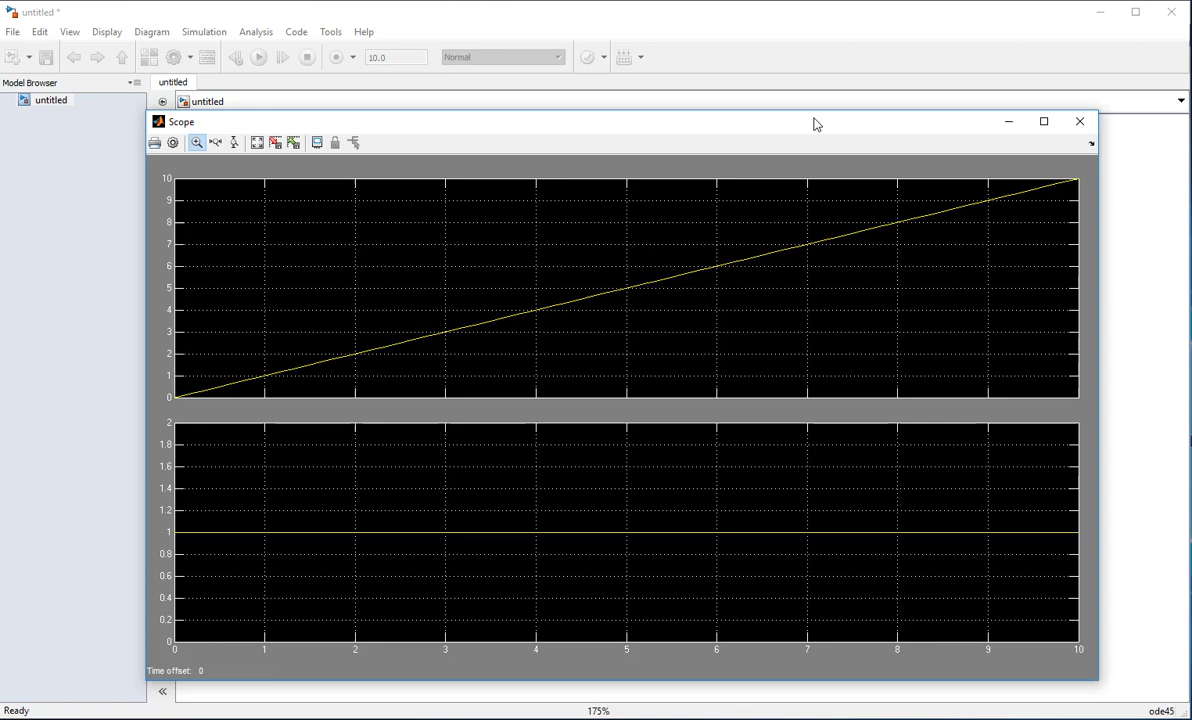 untitled *
File Edit View Display Diagram Simulation Analysis Code Tools Help
10.0 Normal
Model Browser untitled
untitled untitled
Scope
10
9
8
7
6
5
4
3
2
1
0
2
1.8
1.6
1.4
1.2
1
0.8
0.6
0.4
0.2
0
0 1 2 3 4 5 6 7 8 9 10
Time offset: 0
Ready 175% ode45